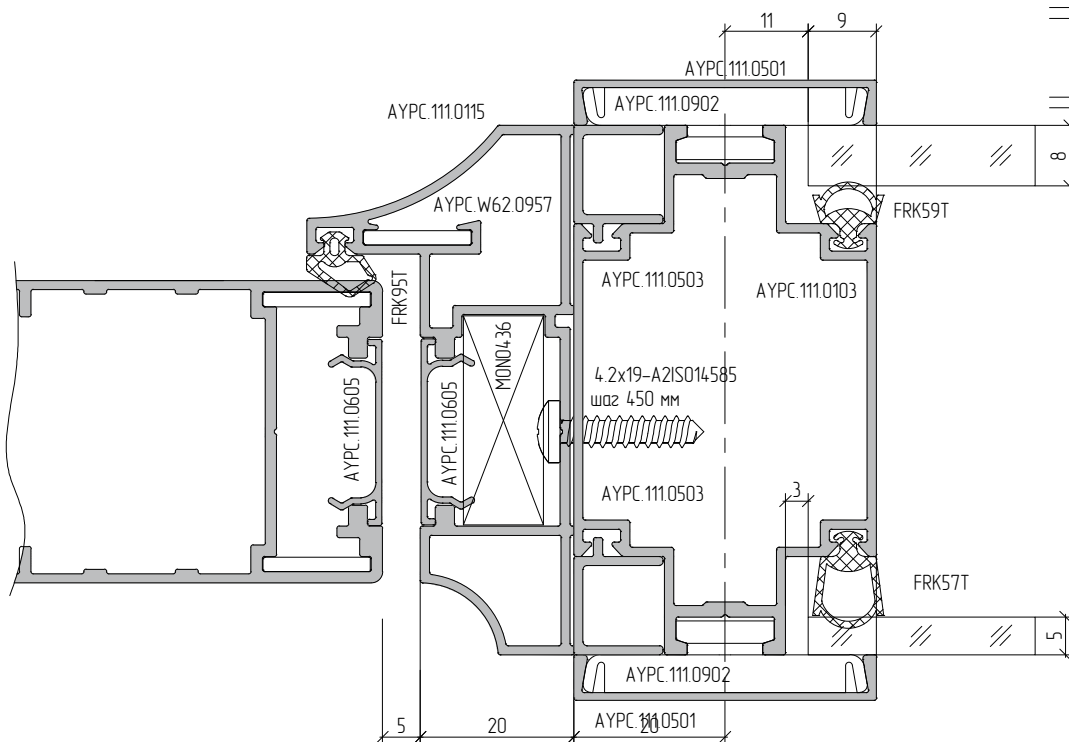 11
9
AYPC.111.0501
AYPC.111.0902
AYPC.111.0115
8
AYPC.W62.0957
FRK59T
AYPC.111.0503
AYPC.111.0103
FRK95T
MONO436
4.2x19-A2ISO14585
шаг 450 мм
AYPC.111.0605
AYPC.111.0605
AYPC.111.0503
3
FRK57T
5
AYPC.111.0902
5
20
AYPC.111.0501
20